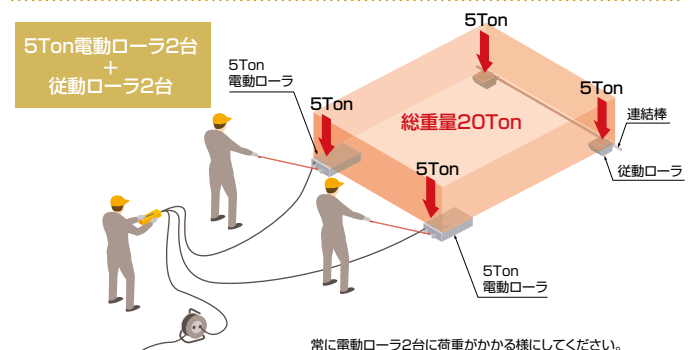 5Ton電動ローラ2台
+
従動ローラ2台
5Ton
電動ローラ
5Ton
5Ton
5Ton
5Ton
総重量20Ton
連結棒
従動ローラ
5Ton
電動ローラ
常に電動ローラ2台に荷重がかかる様にしてください。